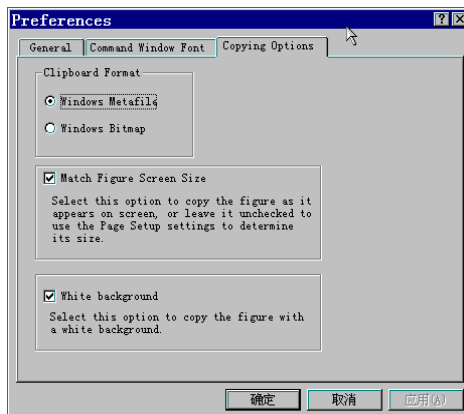 Preferences
General Command Window Font Copying Options
Clipboard Format
Windows Metafile
Windows Bitmap
Match Figure Screen Size
Select this option to copy the figure as it
appears on screen, or leave it unchecked to
use the Page Setup settings to determine
its size.
White background
Select this option to copy the figure with
a white background.
确定 取消 应用(A)